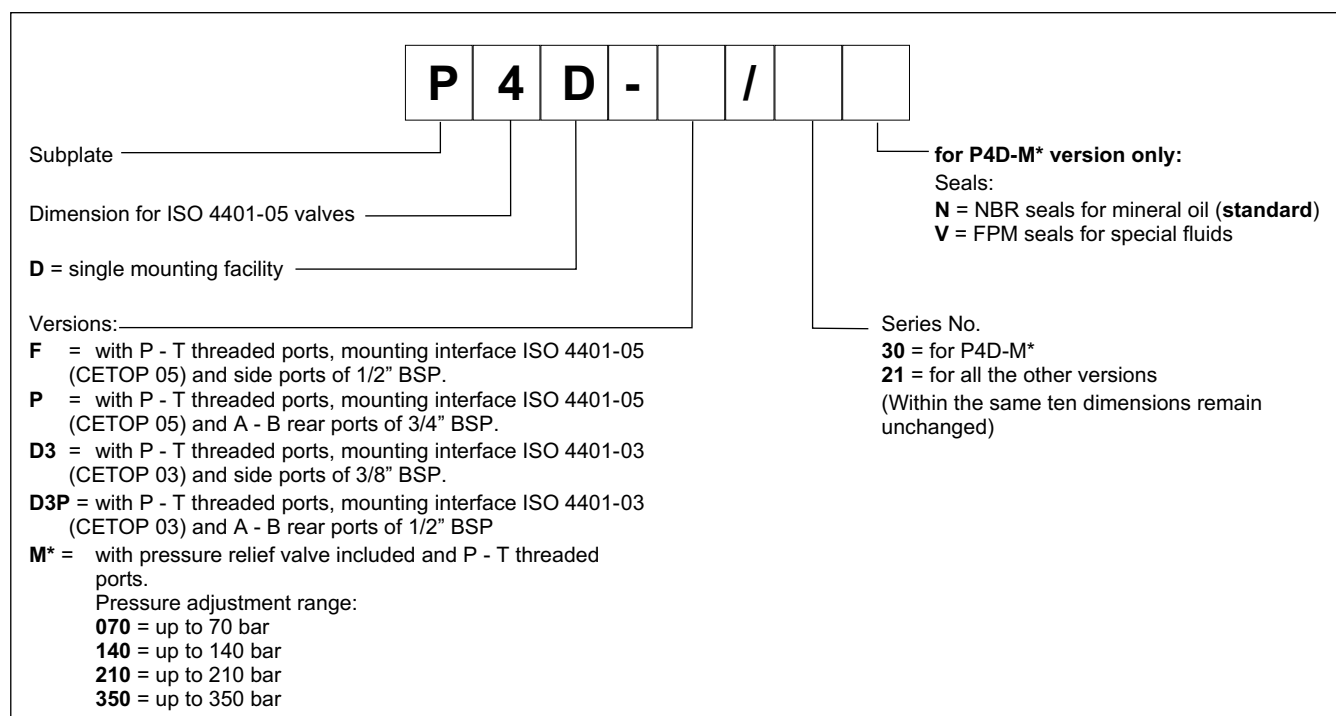 P 4 D - /
Subplate
Dimension for ISO 4401-05 valves
D = single mounting facility
Versions:
F = with P - T threaded ports, mounting interface ISO 4401-05
(CETOP 05) and side ports of 1/2” BSP.
P = with P - T threaded ports, mounting interface ISO 4401-05
(CETOP 05) and A - B rear ports of 3/4” BSP.
D3 = with P - T threaded ports, mounting interface ISO 4401-03
(CETOP 03) and side ports of 3/8” BSP.
D3P = with P - T threaded ports, mounting interface ISO 4401-03
(CETOP 03) and A - B rear ports of 1/2” BSP
M* = with pressure relief valve included and P - T threaded
ports.
Pressure adjustment range:
070 = up to 70 bar
140 = up to 140 bar
210 = up to 210 bar
350 = up to 350 bar
for P4D-M* version only:
Seals:
N = NBR seals for mineral oil (standard)
V = FPM seals for special fluids
Series No.
30 = for P4D-M*
21 = for all the other versions
(Within the same ten dimensions remain
unchanged)